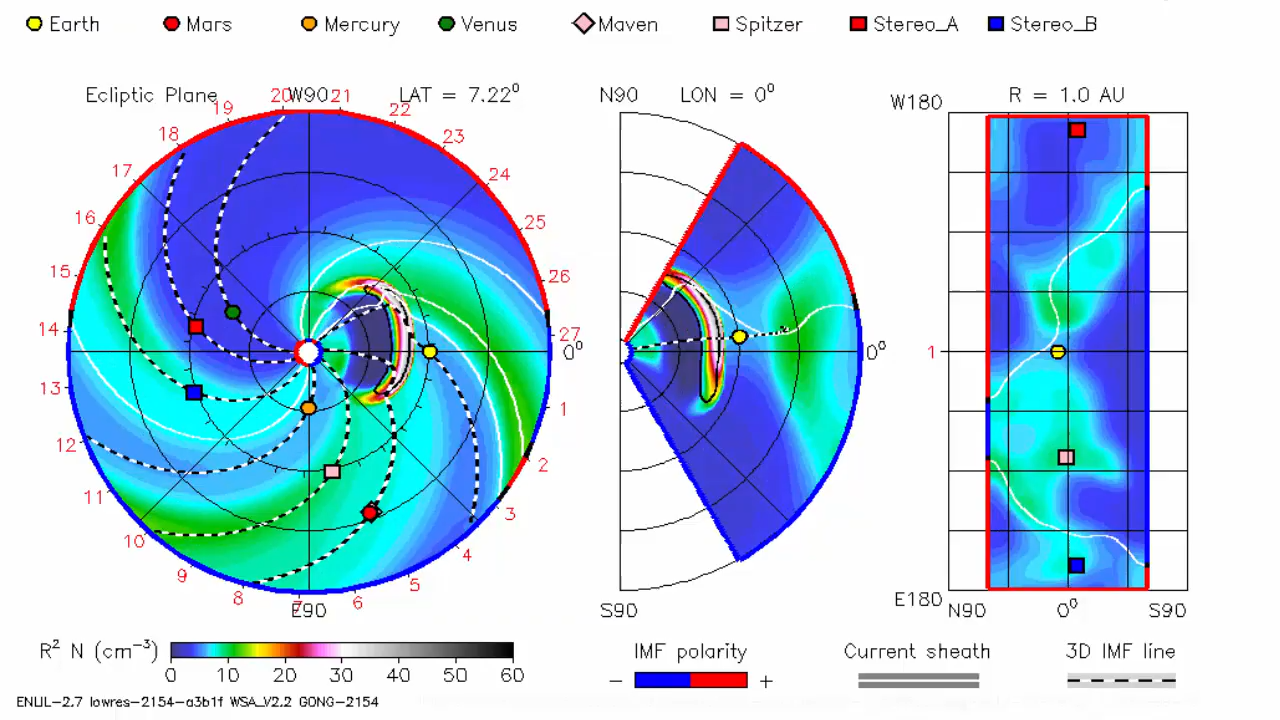 Earth Mars Mercury Venus Maven Spitzer Stereo_A Stereo_B
Ecliptic Plane W90 LAT = 7.22°
N90 LON = 0°
W180 R = 1.0 AU
20 21
19 22
18 23
17 24
16 25
15 26
14 27
0° 0° 1
13 1
12 2
11 3
10 4
9 5
8 7 6
E90
S90
E180
N90 0° S90
R² N (cm⁻³)
0 10 20 30 40 50 60
IMF polarity
- +
Current sheath
3D IMF line
ENLIL-2.7 lowres-2154-a3b1f WSA_V2.2 GONG-2154